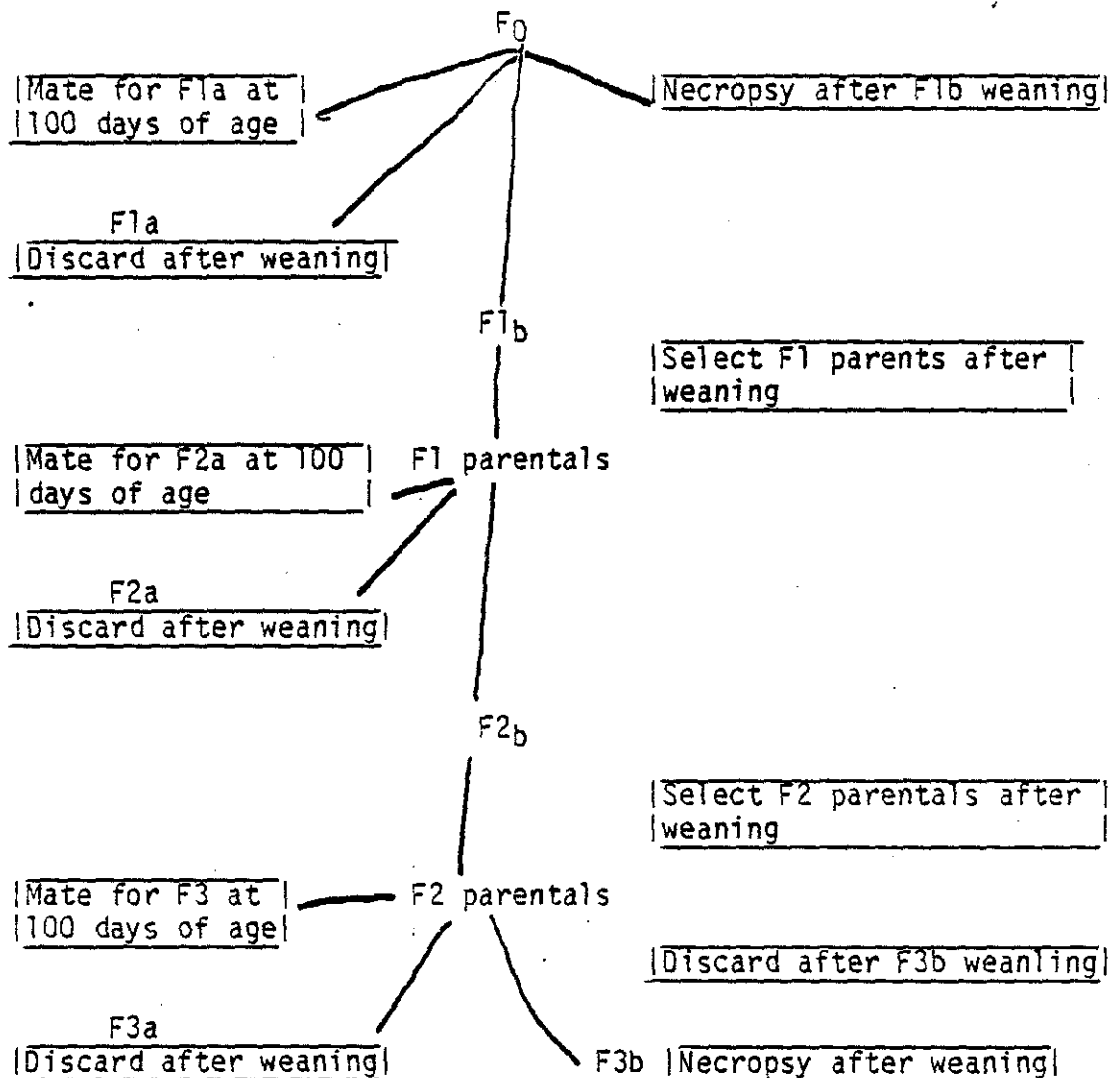 F0
Mate for F1a at
100 days of age
Necropsy after F1b weaning
F1a
Discard after weaning
F1b
Select F1 parents after
weaning
Mate for F2a at 100
days of age
F1 parentals
F2a
Discard after weaning
F2b
Select F2 parentals after
weaning
Mate for F3 at
100 days of age
F2 parentals
Discard after F3b weanling
F3a
Discard after weaning
F3b Necropsy after weaning